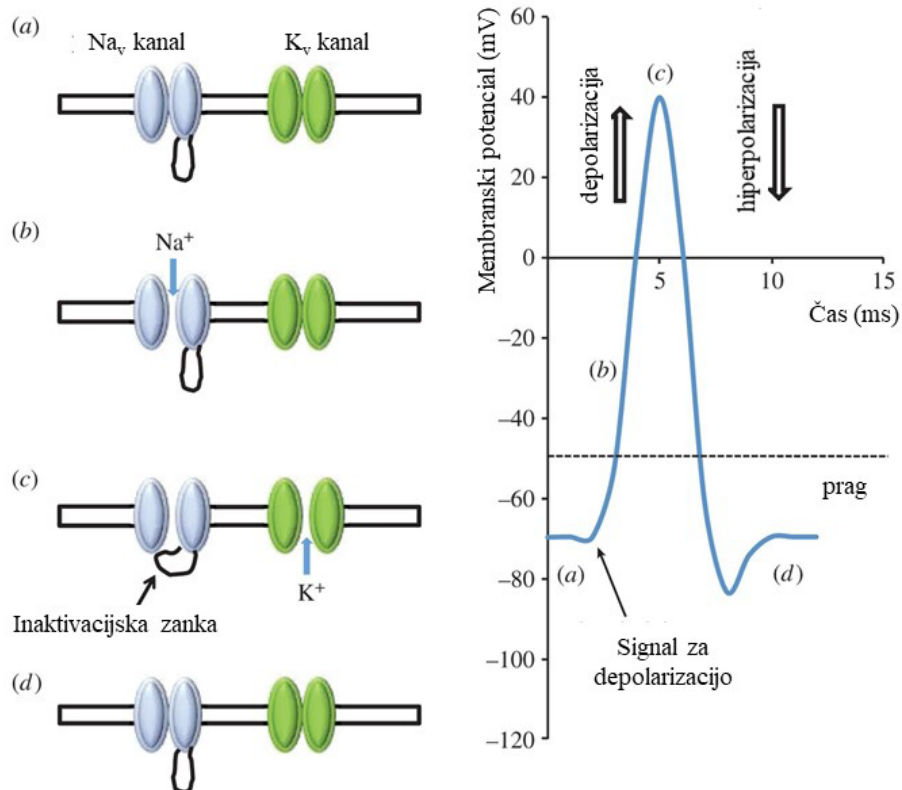 (a)
Nav kanal
Kv kanal
(b)
Na+
(c)
K+
Inaktivacijska zanka
(d)
Membranski potencial (mV)
60
40
20
0
−20
−40
−60
−80
−100
−120
5
10
15
Čas (ms)
(c)
depolarizacija
hiperpolarizacija
(b)
prag
(a)
(d)
Signal za
depolarizacijo